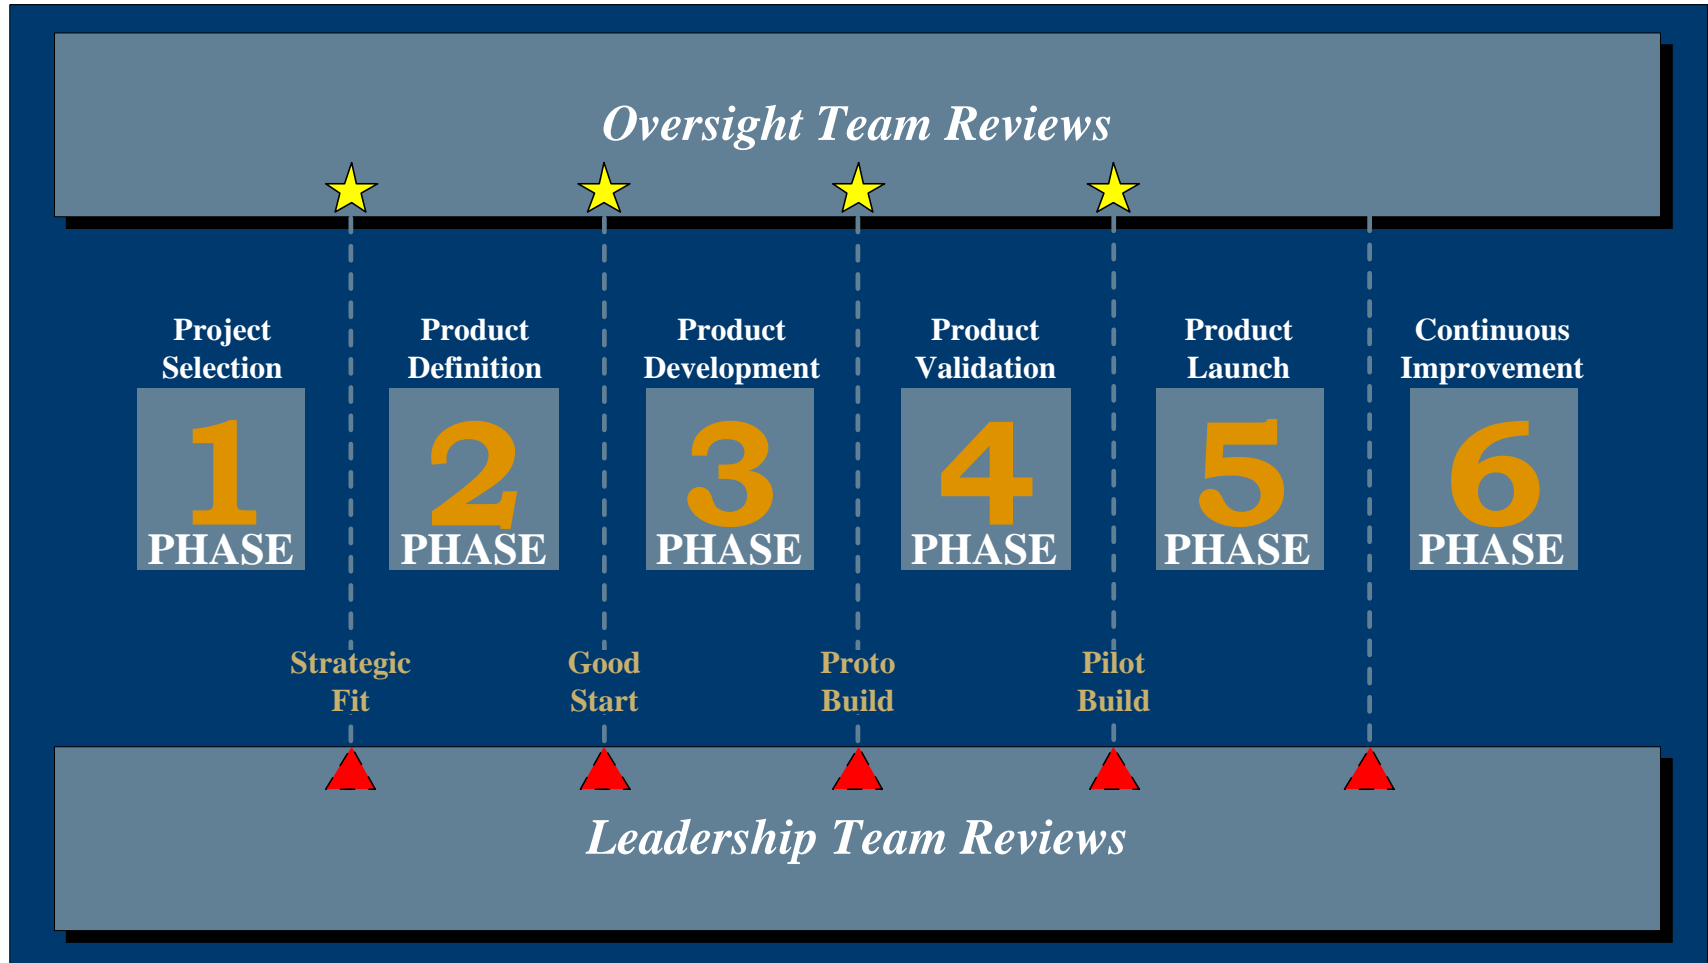 Oversight Team Reviews
Project
Selection
Product
Definition
Product
Development
Product
Validation
Product
Launch
Continuous
Improvement
1
PHASE
2
PHASE
3
PHASE
4
PHASE
5
PHASE
6
PHASE
Strategic
Fit
Good
Start
Proto
Build
Pilot
Build
Leadership Team Reviews